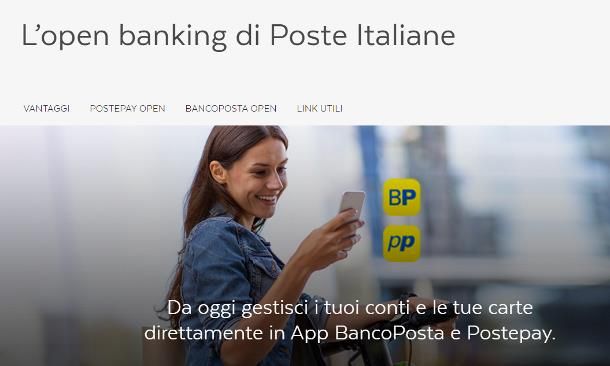 L'open banking di Poste Italiane
VANTAGGI POSTEPAY OPEN BANCOPOSTA OPEN LINK UTILI
BP
pp
Da oggi gestisci i tuoi conti e le tue carte
direttamente in App BancoPosta e Postepay.